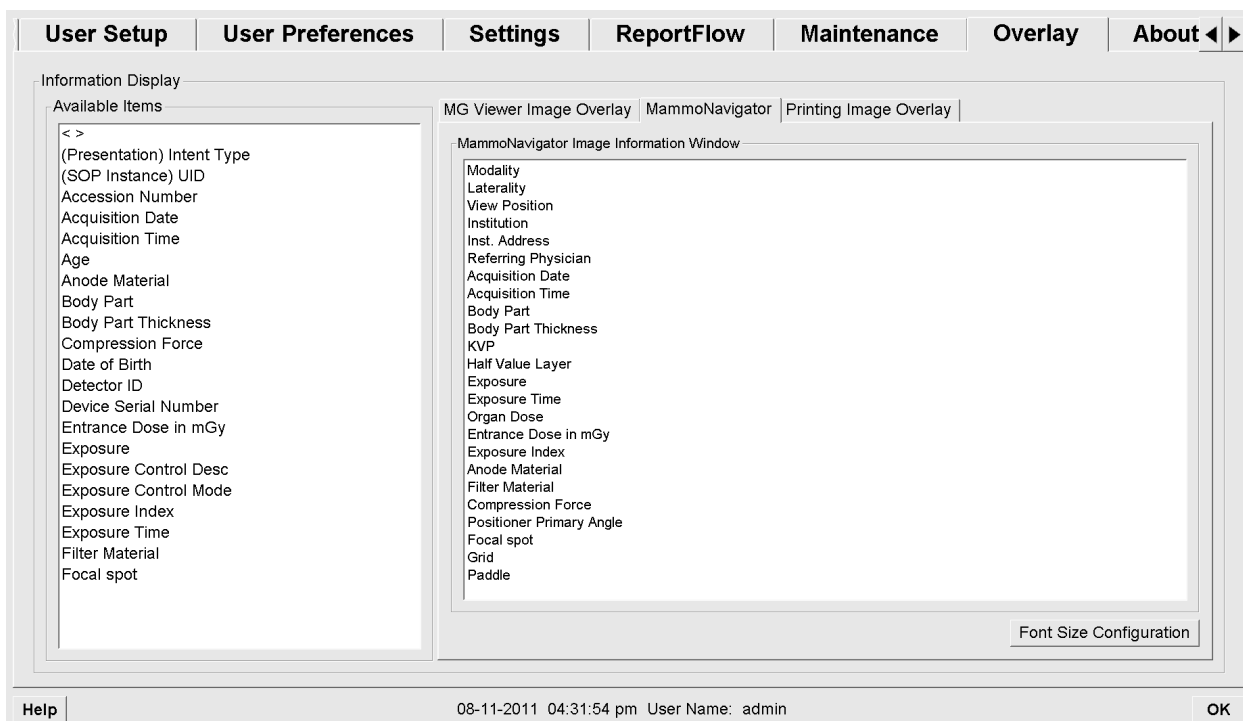 User Setup User Preferences Settings ReportFlow Maintenance Overlay About
Information Display
Available Items
< >
(Presentation) Intent Type
(SOP Instance) UID
Accession Number
Acquisition Date
Acquisition Time
Age
Anode Material
Body Part
Body Part Thickness
Compression Force
Date of Birth
Detector ID
Device Serial Number
Entrance Dose in mGy
Exposure
Exposure Control Desc
Exposure Control Mode
Exposure Index
Exposure Time
Filter Material
Focal spot
MG Viewer Image Overlay MammoNavigator Printing Image Overlay
MammoNavigator Image Information Window
Modality
Laterality
View Position
Institution
Inst. Address
Referring Physician
Acquisition Date
Acquisition Time
Body Part
Body Part Thickness
KVP
Half Value Layer
Exposure
Exposure Time
Organ Dose
Entrance Dose in mGy
Exposure Index
Anode Material
Filter Material
Compression Force
Positioner Primary Angle
Focal spot
Grid
Paddle
Font Size Configuration
Help 08-11-2011 04:31:54 pm User Name: admin OK